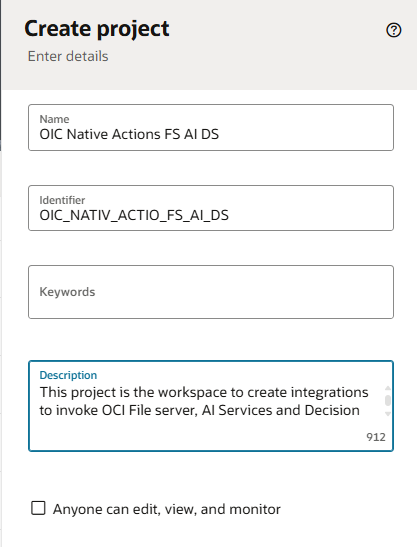 Create project
Enter details
Name
OIC Native Actions FS AI DS
Identifier
OIC_NATIV_ACTIO_FS_AI_DS
Keywords
Description
This project is the workspace to create integrations
to invoke OCI File server, AI Services and Decision
912
Anyone can edit, view, and monitor